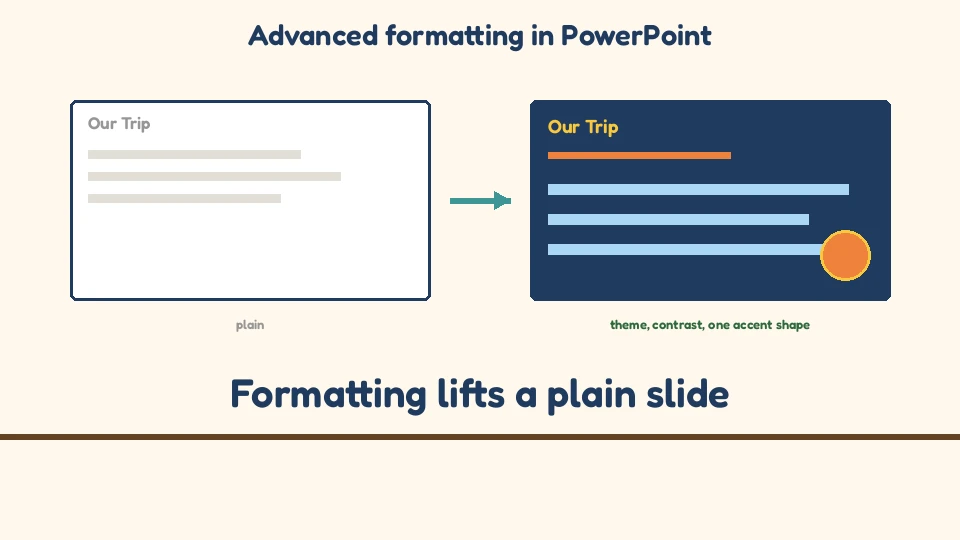 Advanced formatting in PowerPoint
Our Trip
Our Trip
plain
theme, contrast, one accent shape
Formatting lifts a plain slide